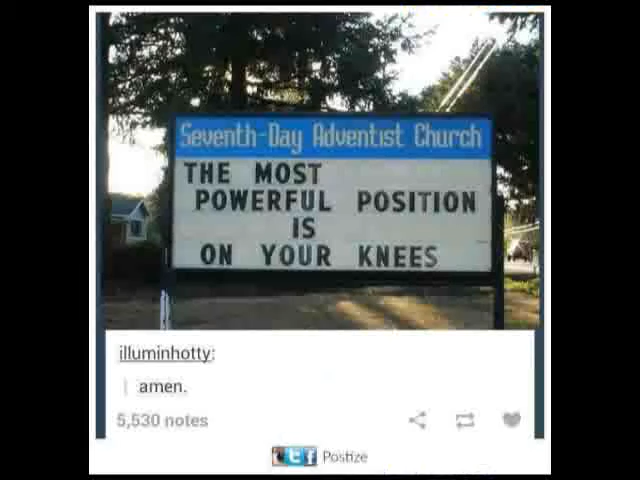 Seventh-Day Adventist Church
THE MOST
POWERFUL POSITION
IS
ON YOUR KNEES
illuminhotty:
amen.
5,530 notes
Postize